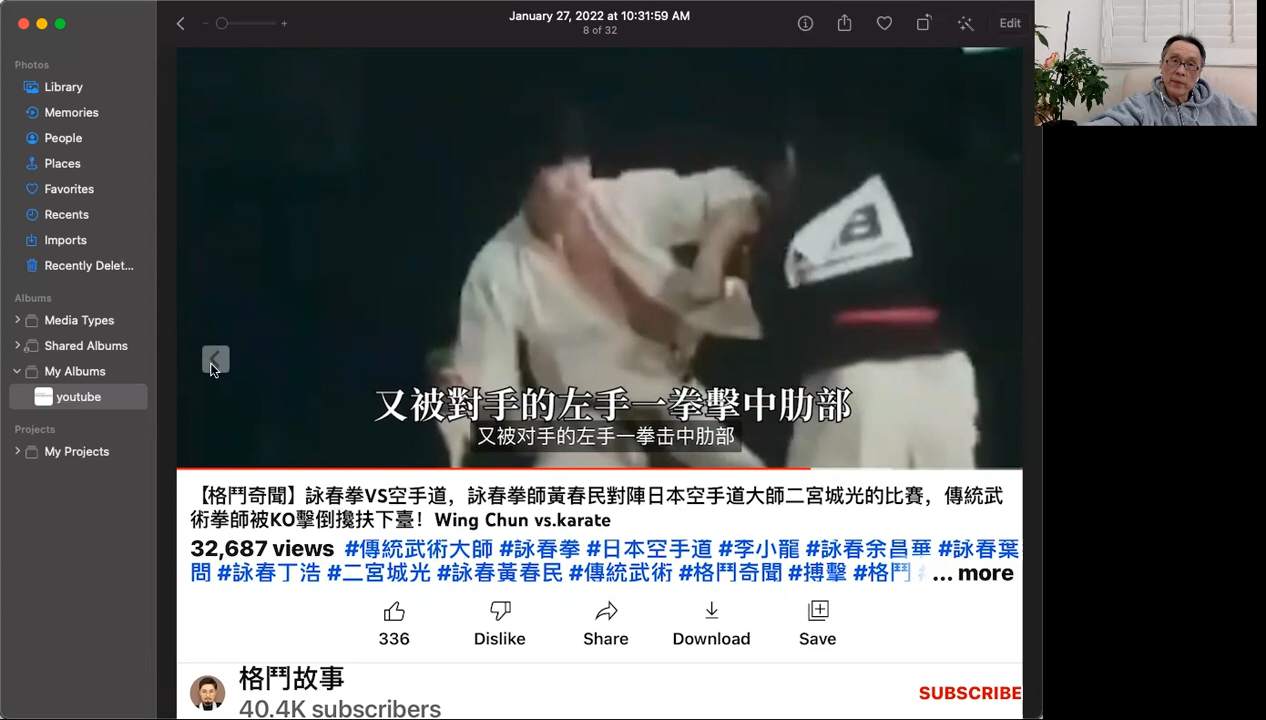 January 27, 2022 at 10:31:59 AM
8 of 32
Edit
Photos
Library
Memories
People
Places
Favorites
Recents
Imports
Recently Delet...
Albums
Media Types
Shared Albums
My Albums
youtube
Projects
My Projects
B
又被對手的左手一拳擊中肋部
又被对手的左手一拳击中肋部
【格鬥奇聞】詠春拳VS空手道，詠春拳師黃春民對陣日本空手道大師二宮城光的比賽，傳統武
術拳師被KO擊倒攙扶下臺！Wing Chun vs.karate
32,687 views #傳統武術大師 #詠春拳 #日本空手道 #李小龍 #詠春余昌華 #詠春葉
問 #詠春丁浩 #二宮城光 #詠春黃春民 #傳統武術 #格鬥奇聞 #搏擊 #格鬥 # ... more
336
Dislike
Share
Download
Save
格鬥故事
40.4K subscribers
SUBSCRIBE